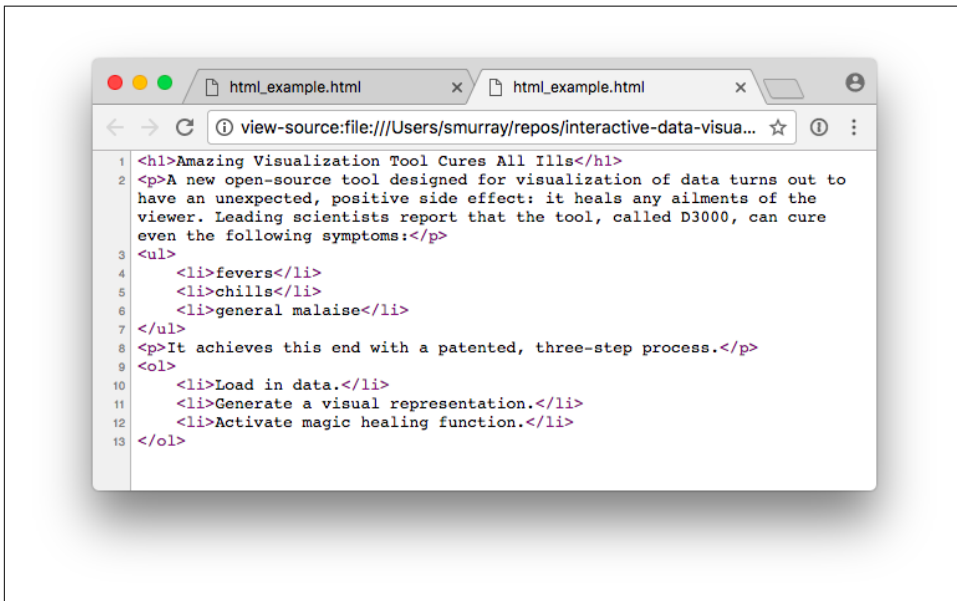 html_example.html html_example.html
view-source:file:///Users/smurray/repos/interactive-data-visua...
1 <h1>Amazing Visualization Tool Cures All Ills</h1>
2 <p>A new open-source tool designed for visualization of data turns out to
have an unexpected, positive side effect: it heals any ailments of the
viewer. Leading scientists report that the tool, called D3000, can cure
even the following symptoms:</p>
3 <ul>
4     <li>fevers</li>
5     <li>chills</li>
6     <li>general malaise</li>
7 </ul>
8 <p>It achieves this end with a patented, three-step process.</p>
9 <ol>
10     <li>Load in data.</li>
11     <li>Generate a visual representation.</li>
12     <li>Activate magic healing function.</li>
13 </ol>